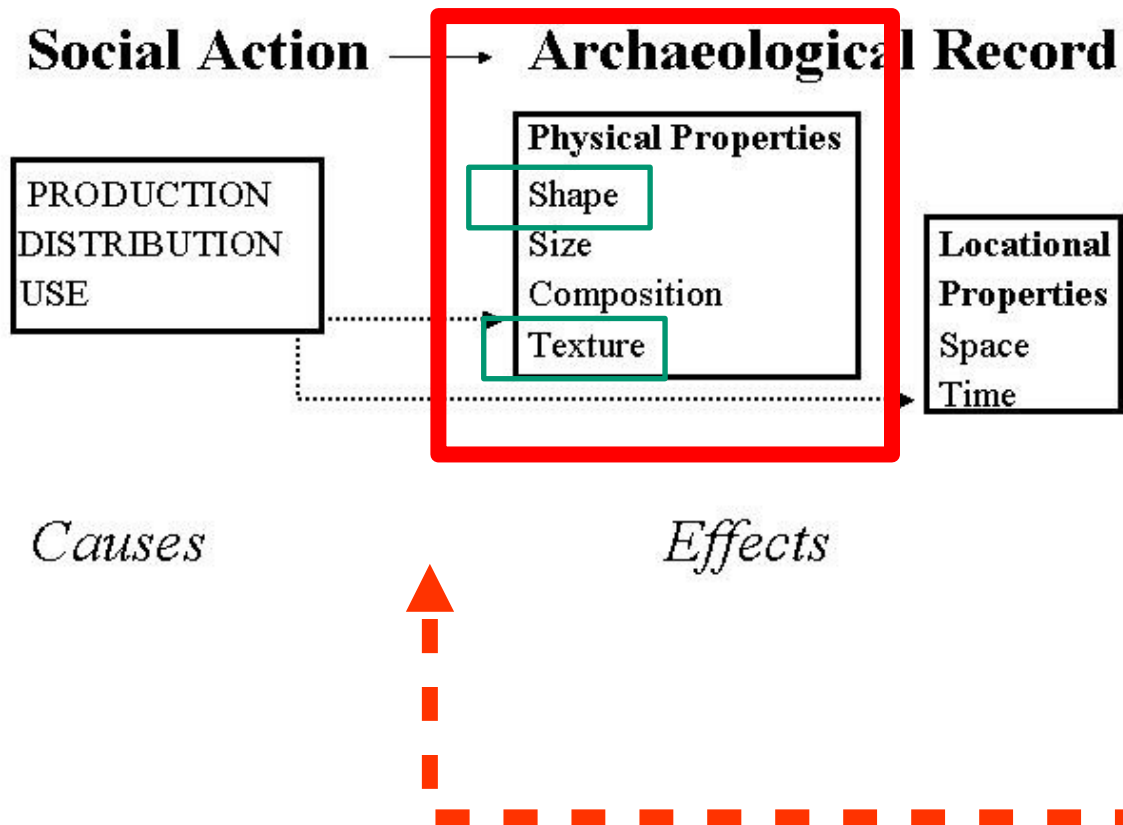 Social Action
Archaeological Record
PRODUCTION
DISTRIBUTION
USE
Physical Properties
Shape
Size
Composition
Texture
Locational
Properties
Space
Time
Causes
Effects